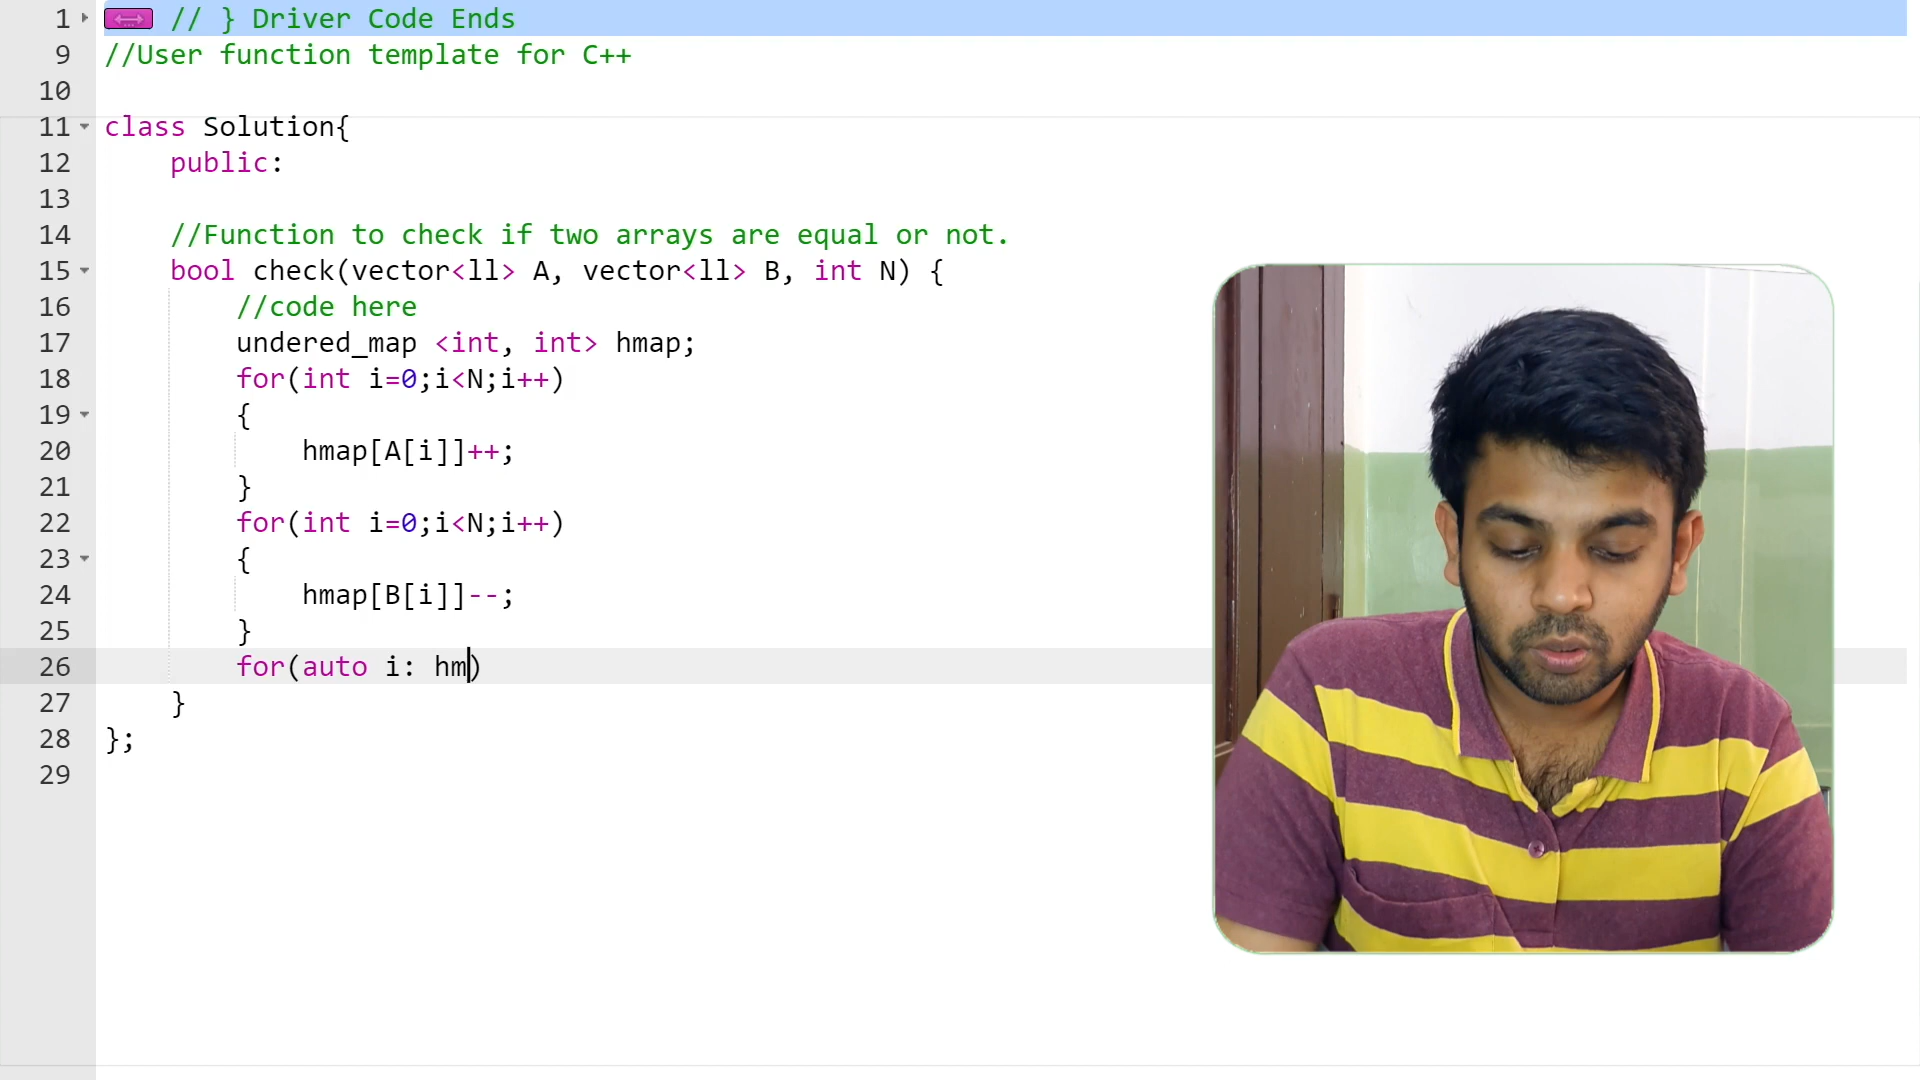 1 // } Driver Code Ends
9 //User function template for C++
10
11 class Solution{
12     public:
13
14     //Function to check if two arrays are equal or not.
15     bool check(vector<ll> A, vector<ll> B, int N) {
16         //code here
17         undered_map <int, int> hmap;
18         for(int i=0;i<N;i++)
19         {
20             hmap[A[i]]++;
21         }
22         for(int i=0;i<N;i++)
23         {
24             hmap[B[i]]--;
25         }
26         for(auto i: hm)
27     }
28 };
29